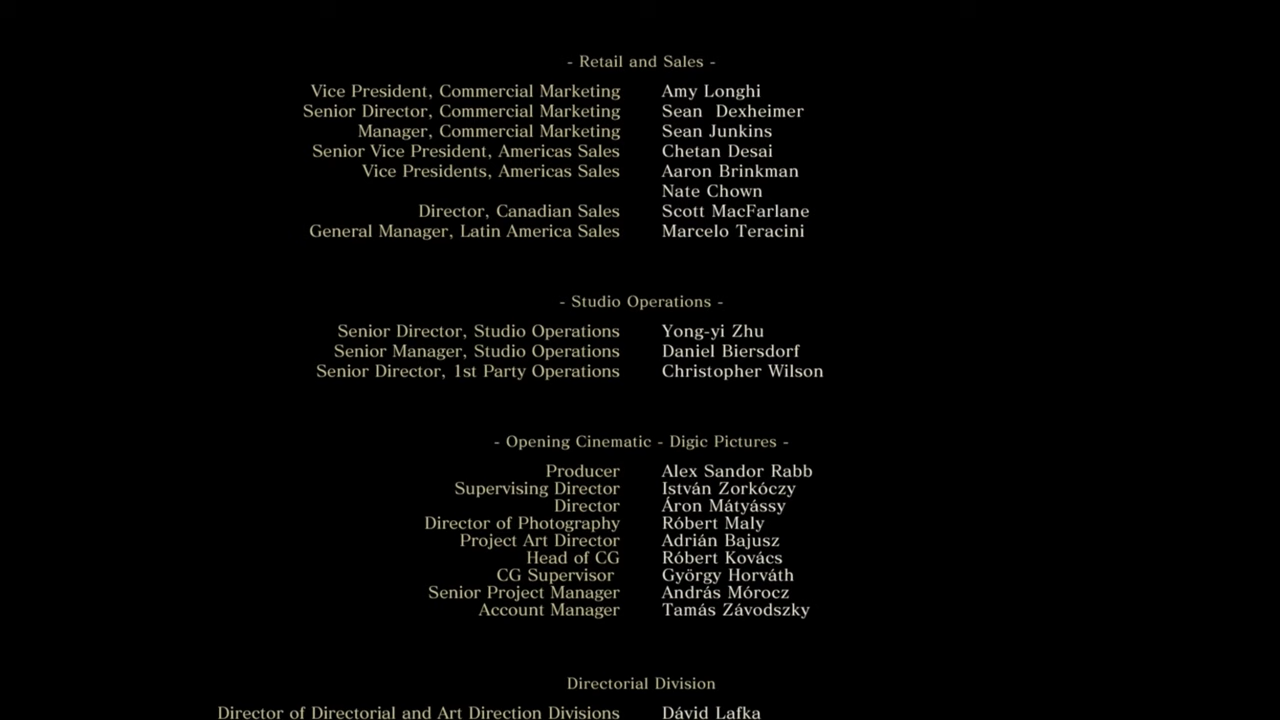 - Retail and Sales -
Vice President, Commercial Marketing Amy Longhi
Senior Director, Commercial Marketing Sean  Dexheimer
Manager, Commercial Marketing Sean Junkins
Senior Vice President, Americas Sales Chetan Desai
Vice Presidents, Americas Sales Aaron Brinkman
Nate Chown
Director, Canadian Sales Scott MacFarlane
General Manager, Latin America Sales Marcelo Teracini
- Studio Operations -
Senior Director, Studio Operations Yong-yi Zhu
Senior Manager, Studio Operations Daniel Biersdorf
Senior Director, 1st Party Operations Christopher Wilson
- Opening Cinematic - Digic Pictures -
Producer Alex Sandor Rabb
Supervising Director István Zorkóczy
Director Áron Mátyássy
Director of Photography Róbert Maly
Project Art Director Adrián Bajusz
Head of CG Róbert Kovács
CG Supervisor György Horváth
Senior Project Manager András Mórocz
Account Manager Tamás Závodszky
Directorial Division
Director of Directorial and Art Direction Divisions Dávid Lafka